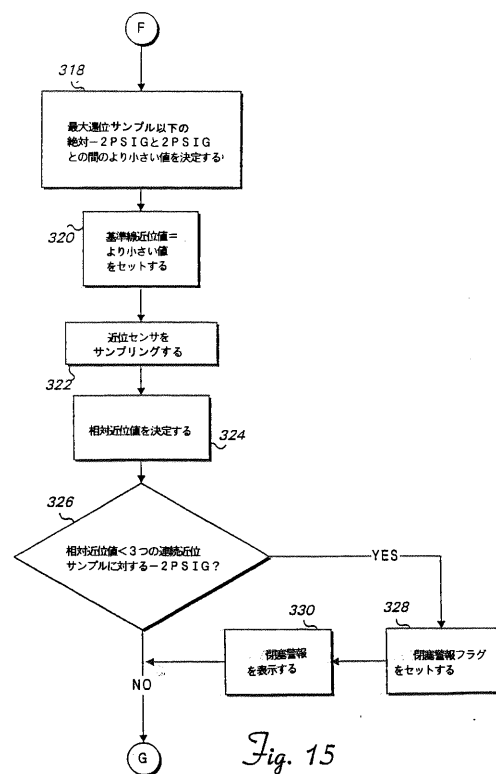 F
318
最大遠位サンプル以下の
絶対−2PSIGと2PSIG
との間のより小さい値を決定する
320
基準線近位値=
より小さい値
をセットする
近位センサを
サンプリングする
322
相対近位値を決定する
324
326
相対近位値<3つの連続近位
サンプルに対する−2PSIG?
YES
328
閉塞警報フラグ
をセットする
330
閉塞警報
を表示する
NO
G
Fig. 15